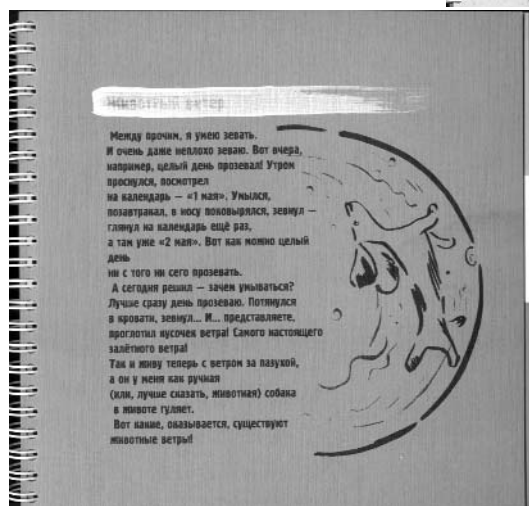 Животный ветер
Между прочим, я умею зевать.
И очень даже неплохо зеваю. Вот вчера,
например, целый день прозевал! Утром
проснулся, посмотрел
на календарь — «1 мая». Умылся,
позавтракал, в носу поковырялся, зевнул —
глянул на календарь ещё раз,
а там уже «2 мая». Вот как можно целый
день
ни с того ни сего прозевать.
А сегодня решил — зачем умываться?
Лучше сразу день прозеваю. Потянулся
в кровати, зевнул... И... представляете,
проглотил кусочек ветра! Самого настоящего
залётного ветра!
Так и живу теперь с ветром за пазухой,
а он у меня как ручная
(или, лучше сказать, животная) собака
в животе гуляет.
Вот какие, оказывается, существуют
животные ветры!